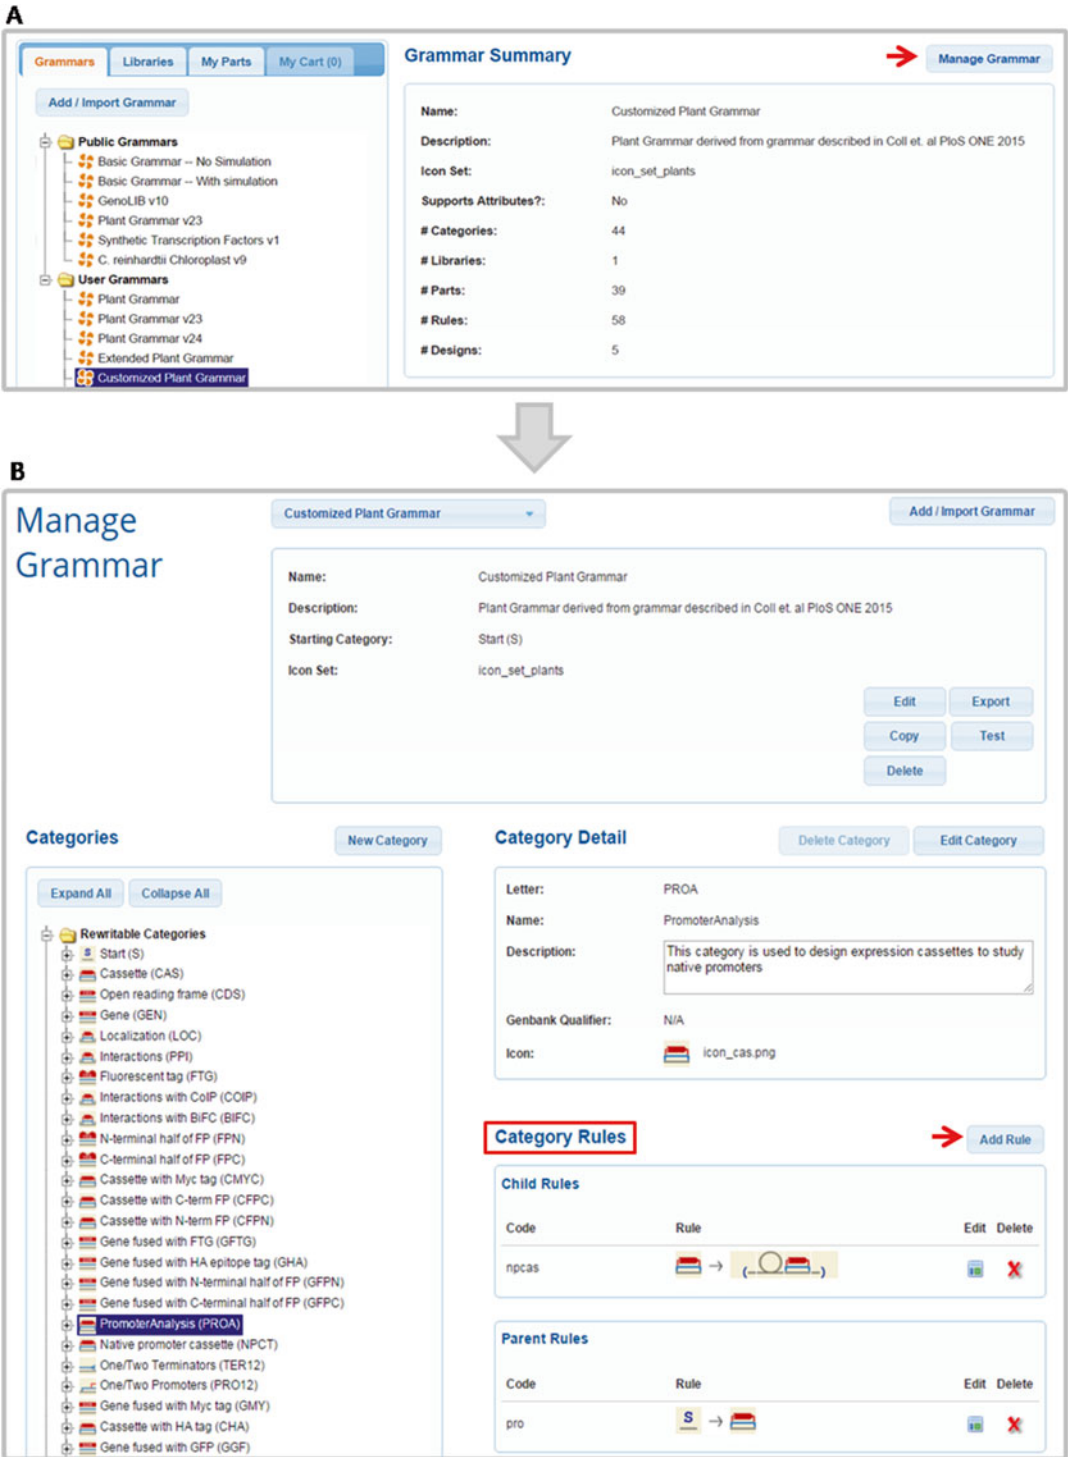 A
Grammars Libraries My Parts My Cart (0)
Add / Import Grammar
Public Grammars
Basic Grammar -- No Simulation
Basic Grammar -- With simulation
GenoLIB v10
Plant Grammar v23
Synthetic Transcription Factors v1
C. reinhardtii Chloroplast v9
User Grammars
Plant Grammar
Plant Grammar v23
Plant Grammar v24
Extended Plant Grammar
Customized Plant Grammar
Grammar Summary
Manage Grammar
Name: Customized Plant Grammar
Description: Plant Grammar derived from grammar described in Coll et. al PloS ONE 2015
Icon Set: icon_set_plants
Supports Attributes?: No
# Categories: 44
# Libraries: 1
# Parts: 39
# Rules: 58
# Designs: 5
B
Manage
Grammar
Customized Plant Grammar
Add / Import Grammar
Name: Customized Plant Grammar
Description: Plant Grammar derived from grammar described in Coll et. al PloS ONE 2015
Starting Category: Start (S)
Icon Set: icon_set_plants
Edit Export
Copy Test
Delete
Categories
New Category
Expand All Collapse All
Rewritable Categories
S Start (S)
Cassette (CAS)
Open reading frame (CDS)
Gene (GEN)
Localization (LOC)
Interactions (PPI)
Fluorescent tag (FTG)
Interactions with CoIP (COIP)
Interactions with BiFC (BIFC)
N-terminal half of FP (FPN)
C-terminal half of FP (FPC)
Cassette with Myc tag (CMYC)
Cassette with C-term FP (CFPC)
Cassette with N-term FP (CFPN)
Gene fused with FTG (GFTG)
Gene fused with HA epitope tag (GHA)
Gene fused with N-terminal half of FP (GFPN)
Gene fused with C-terminal half of FP (GFPC)
PromoterAnalysis (PROA)
Native promoter cassette (NPCT)
One/Two Terminators (TER12)
One/Two Promoters (PRO12)
Gene fused with Myc tag (GMY)
Cassette with HA tag (CHA)
Gene fused with GFP (GGF)
Category Detail
Delete Category Edit Category
Letter: PROA
Name: PromoterAnalysis
Description: This category is used to design expression cassettes to study
native promoters
Genbank Qualifier: N/A
Icon: icon_cas.png
Category Rules
Add Rule
Child Rules
Code Rule Edit Delete
npcas → ( )
Parent Rules
Code Rule Edit Delete
pro S →